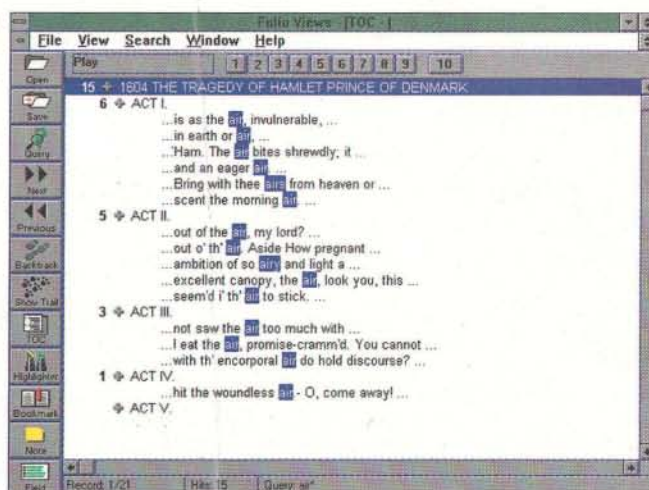 Folio Views - [TOC - ]
File View Search Window Help
Open
Play
1 2 3 4 5 6 7 8 9 10
15 1604 THE TRAGEDY OF HAMLET PRINCE OF DENMARK
Save
6 ACT I.
...is as the air, invulnerable, ...
...in earth or air, ...
Query
...'Ham. The air bites shrewdly; it ...
...and an eager air. ...
Next
...Bring with thee airs from heaven or ...
...scent the morning air. ...
Previous
5 ACT II.
...out of the air, my lord? ...
Backtrack
...out o' th' air. Aside How pregnant ...
...ambition of so airy and light a ...
Show Trail
...excellent canopy, the air, look you, this ...
...seem'd i' th' air to stick. ...
TOC
3 ACT III.
...not saw the air too much with ...
Highlighter
...I eat the air, promise-cramm'd. You cannot ...
...with th' encorporal air do hold discourse? ...
1 ACT IV.
Bookmark
...hit the woundless air - O, come away! ...
ACT V.
Note
Field
Record: 1/21 Hits: 15 Query: air*